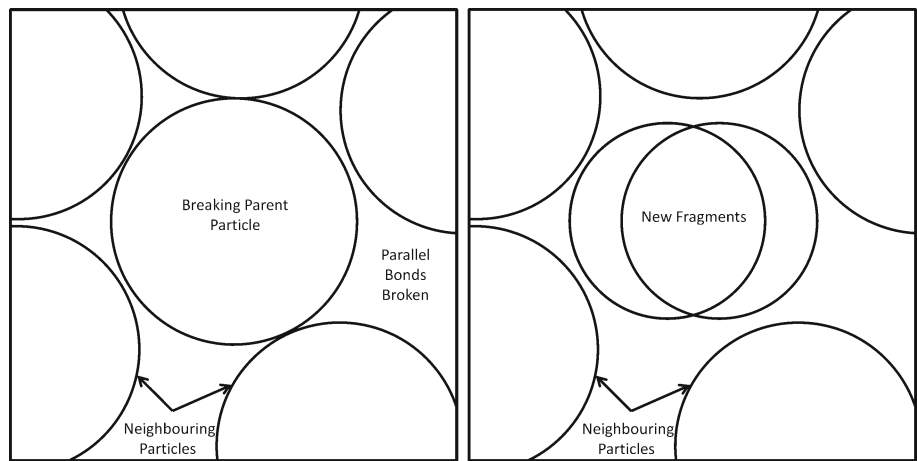 Breaking Parent
Particle
Parallel
Bonds
Broken
Neighbouring
Particles
New Fragments
Neighbouring
Particles